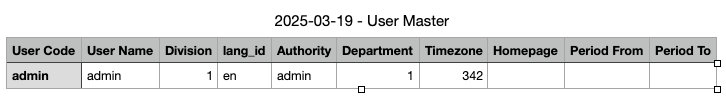 2025-03-19 - User Master
User Code User Name Division lang_id Authority Department Timezone Homepage Period From Period To
admin admin 1 en admin 1 342